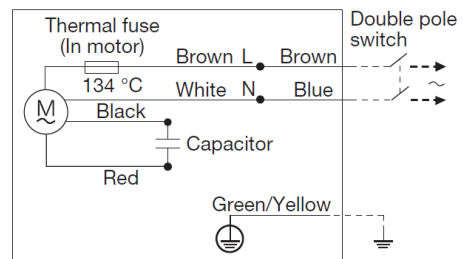 Thermal fuse
(In motor)
Double pole
switch
Brown L Brown
134 °C
White N Blue
M
Black
Capacitor
Red
Green/Yellow